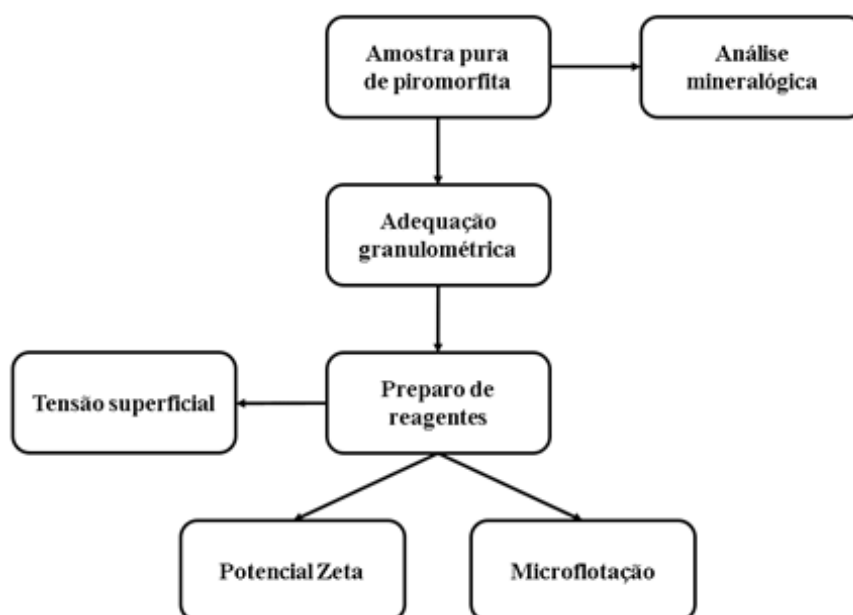 Amostra pura
de piromorfita
Análise
mineralógica
Adequação
granulométrica
Preparo de
reagentes
Tensão superficial
Potencial Zeta
Microflotação